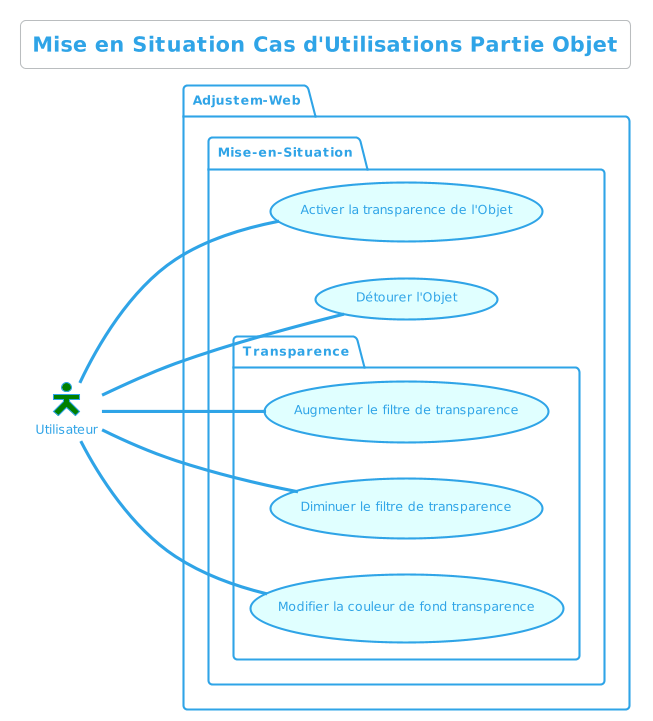 Mise en Situation Cas d'Utilisations Partie Objet
Adjustem-Web
Mise-en-Situation
Activer la transparence de l'Objet
Détourer l'Objet
Transparence
Augmenter le filtre de transparence
Utilisateur
Diminuer le filtre de transparence
Modifier la couleur de fond transparence